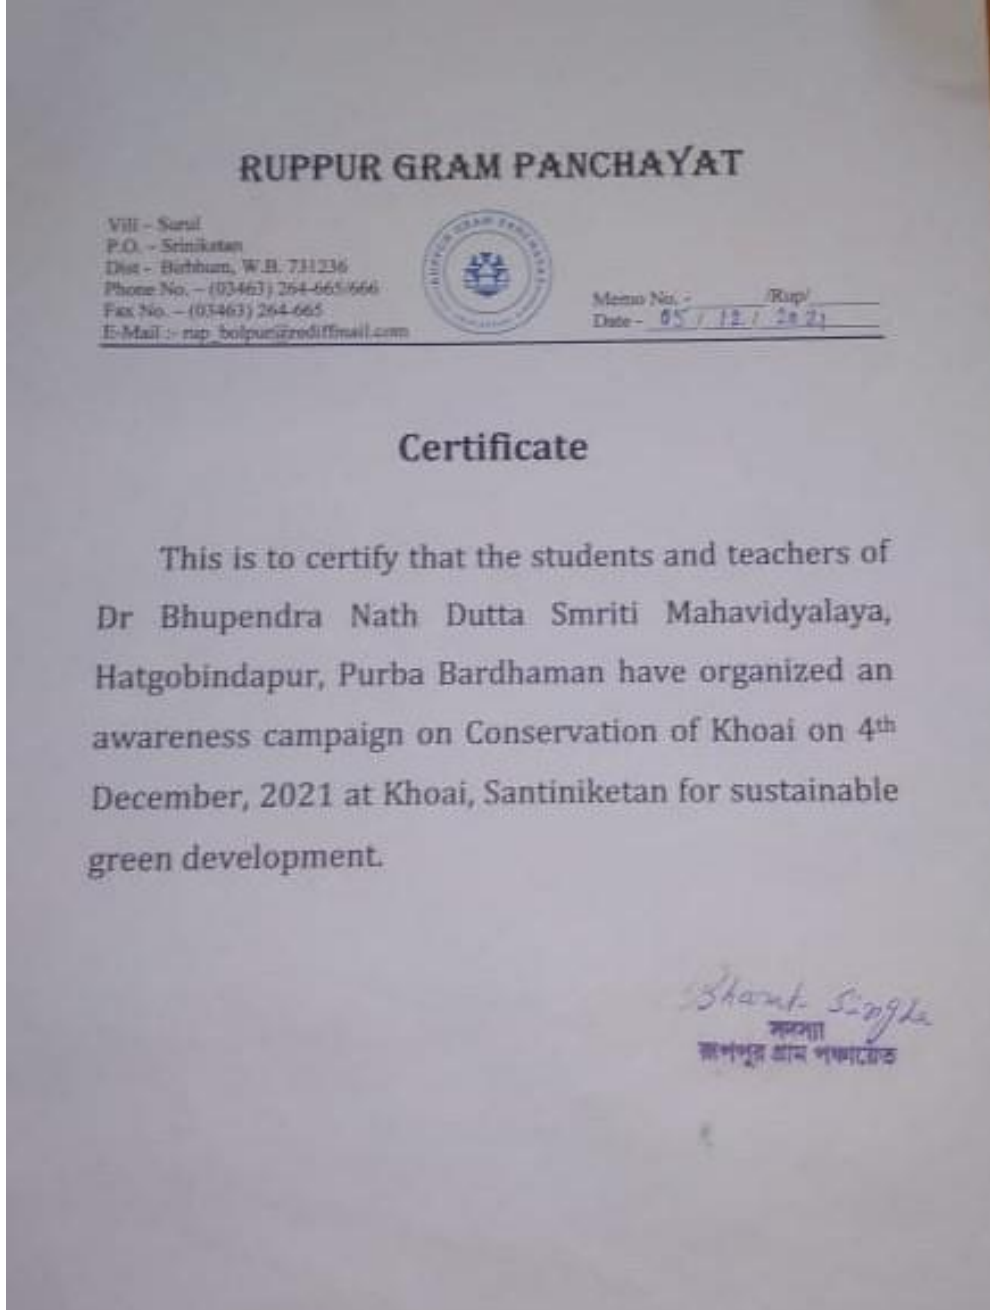 RUPPUR GRAM PANCHAYAT
Vill - Surul
P.O. - Sriniketan
Dist - Birbhum, W.B. 731236
Phone No. - (03463) 264-665/666
Fax No. - (03463) 264-665
E-Mail :- rup_bolpur@rediffmail.com
RUPPUR GRAM PANCHAYAT
Memo No. - /Rup/
Date - 05 / 12 / 2021
Certificate
This is to certify that the students and teachers of
Dr Bhupendra Nath Dutta Smriti Mahavidyalaya,
Hatgobindapur, Purba Bardhaman have organized an
awareness campaign on Conservation of Khoai on 4th
December, 2021 at Khoai, Santiniketan for sustainable
green development.
Singha
সদস্যা
রূপপুর গ্রাম পঞ্চায়েত